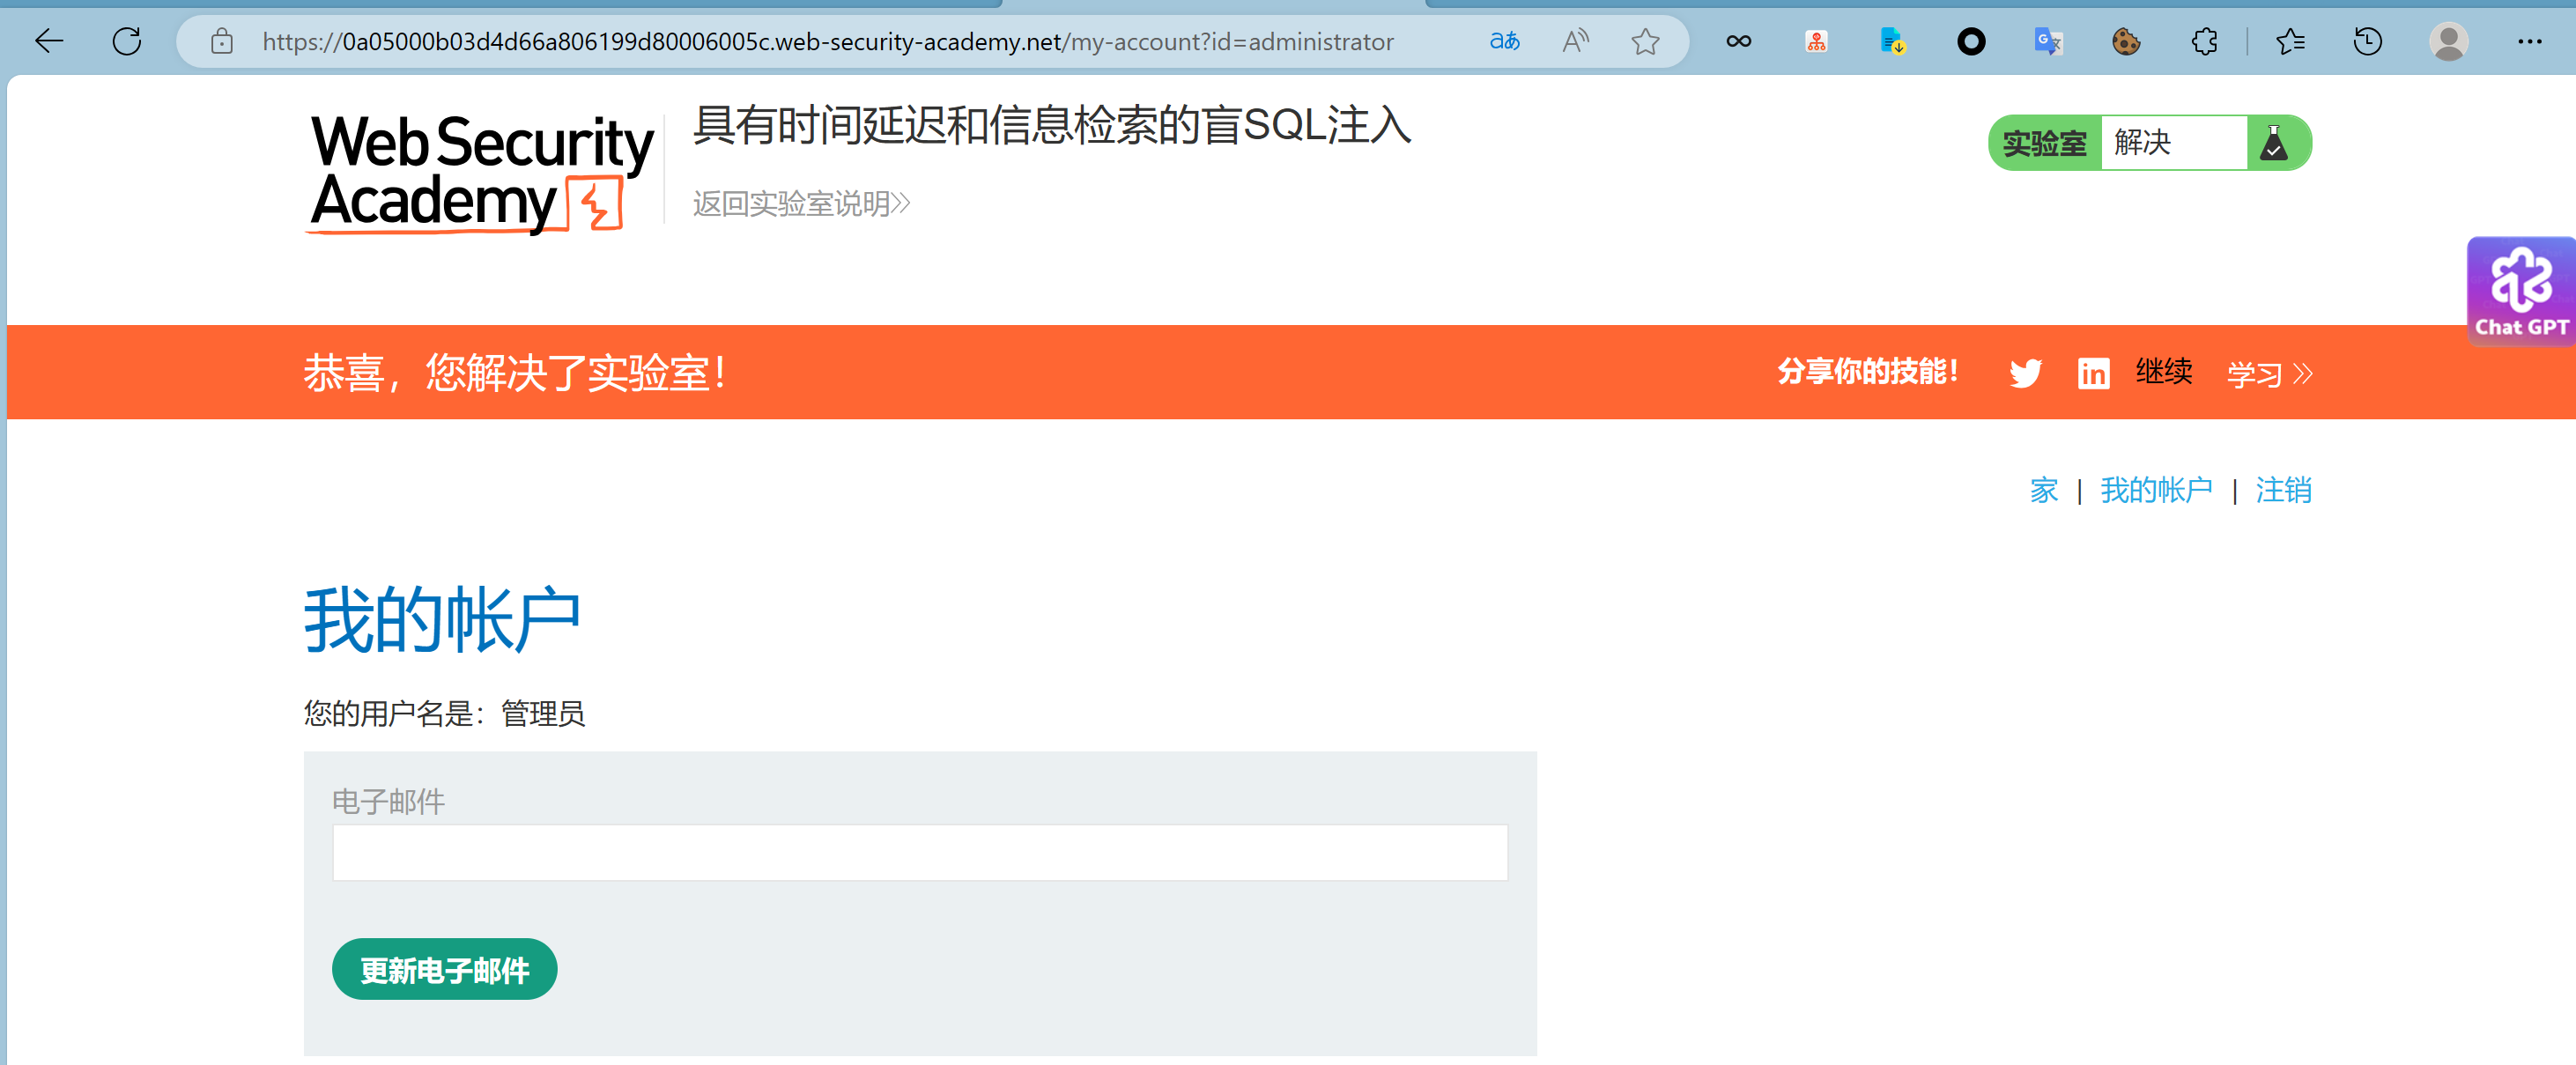 https://0a05000b03d4d66a806199d80006005c.web-security-academy.net/my-account?id=administrator
Web Security
Academy
具有时间延迟和信息检索的盲SQL注入
返回实验室说明
实验室 解决
Chat GPT
恭喜，您解决了实验室！
分享你的技能！ 继续 学习
家 | 我的帐户 | 注销
我的帐户
您的用户名是：管理员
电子邮件
更新电子邮件